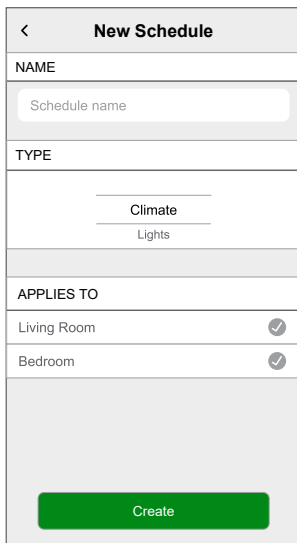 New Schedule
NAME
Schedule name
TYPE
Climate
Lights
APPLIES TO
Living Room
Bedroom
Create